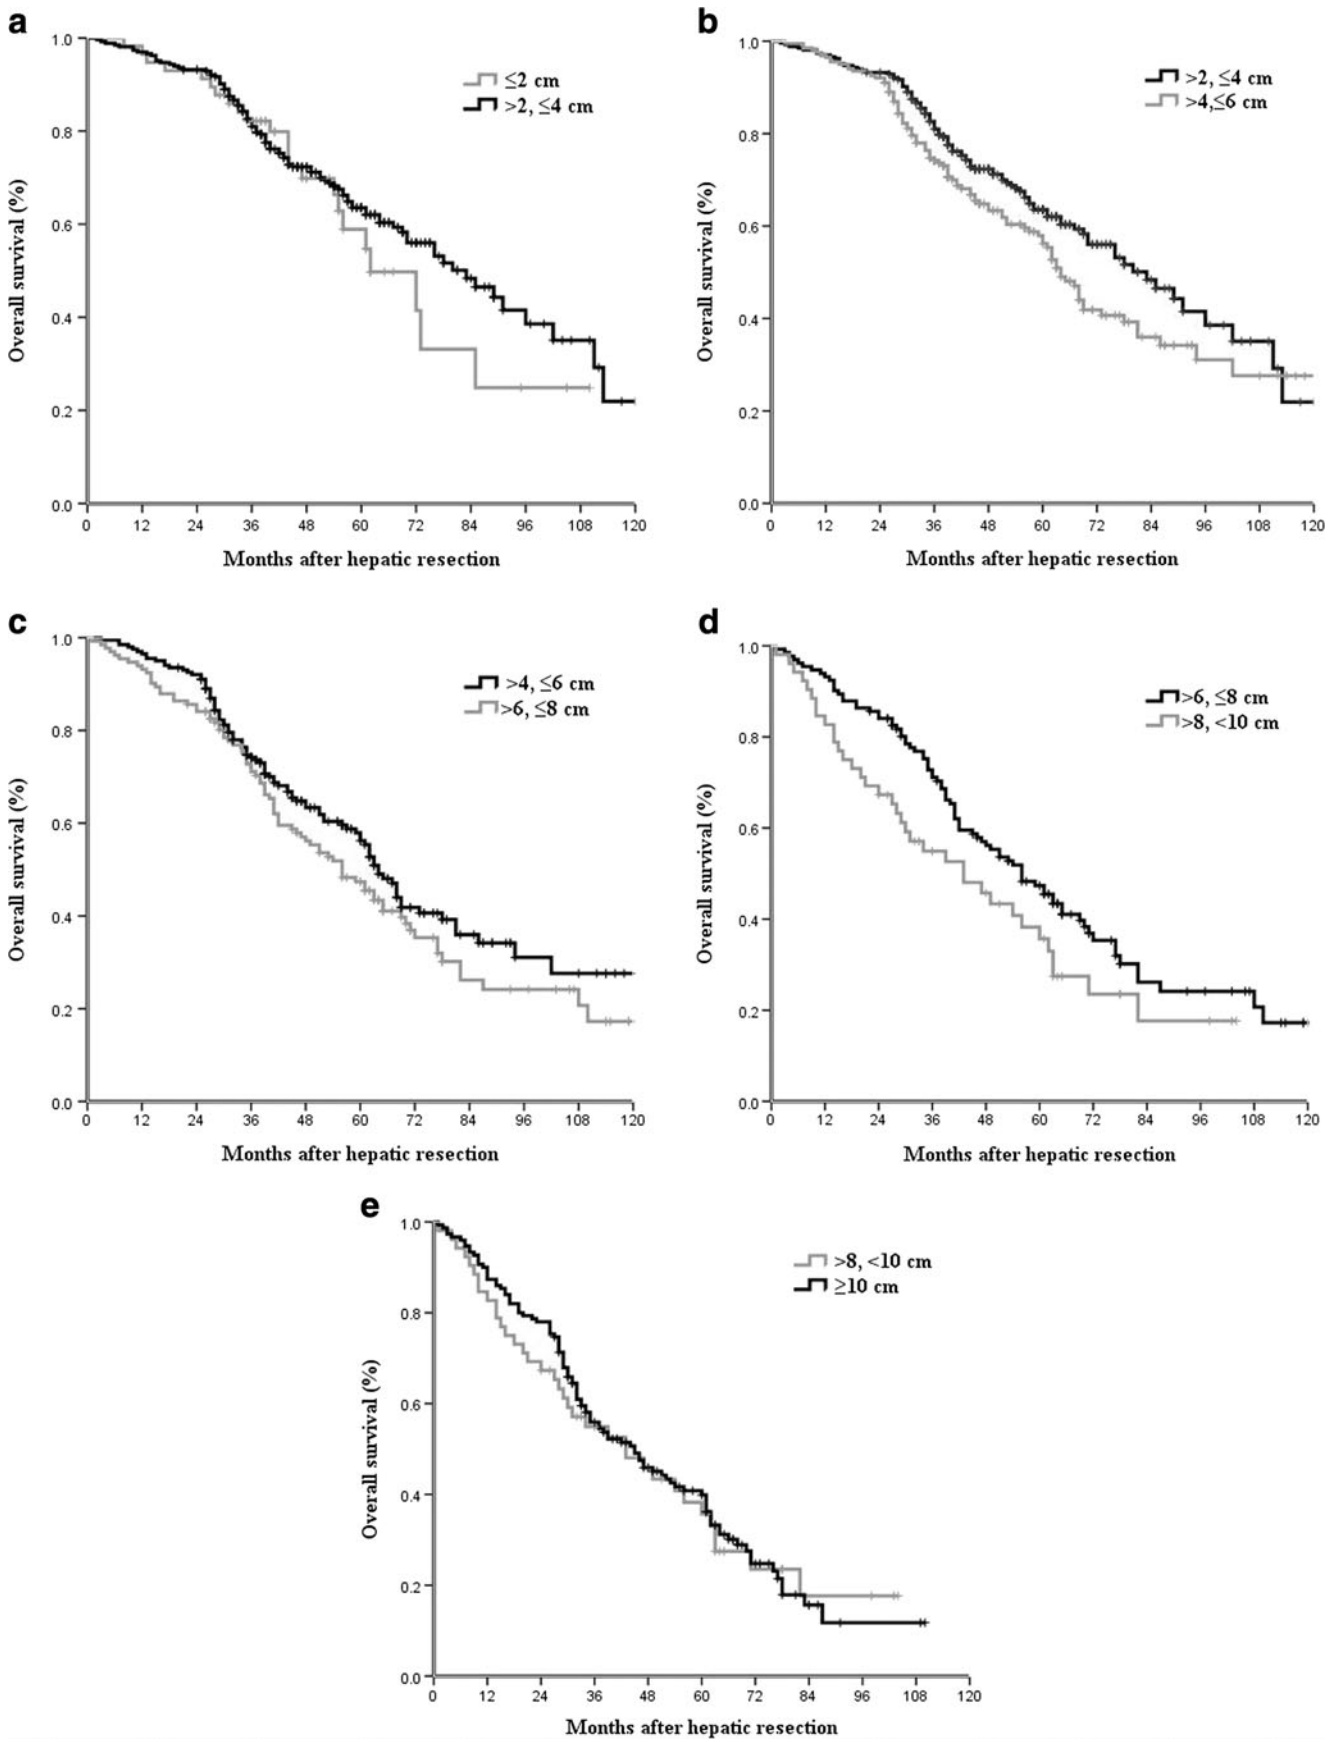 a
1.0
0.8
0.6
0.4
0.2
0.0
Overall survival (%)
≤2 cm
>2, ≤4 cm
0 12 24 36 48 60 72 84 96 108 120
Months after hepatic resection
b
1.0
0.8
0.6
0.4
0.2
0.0
Overall survival (%)
>2, ≤4 cm
>4,≤6 cm
0 12 24 36 48 60 72 84 96 108 120
Months after hepatic resection
c
1.0
0.8
0.6
0.4
0.2
0.0
Overall survival (%)
>4, ≤6 cm
>6, ≤8 cm
0 12 24 36 48 60 72 84 96 108 120
Months after hepatic resection
d
1.0
0.8
0.6
0.4
0.2
0.0
Overall survival (%)
>6, ≤8 cm
>8, <10 cm
0 12 24 36 48 60 72 84 96 108 120
Months after hepatic resection
e
1.0
0.8
0.6
0.4
0.2
0.0
Overall survival (%)
>8, <10 cm
≥10 cm
0 12 24 36 48 60 72 84 96 108 120
Months after hepatic resection